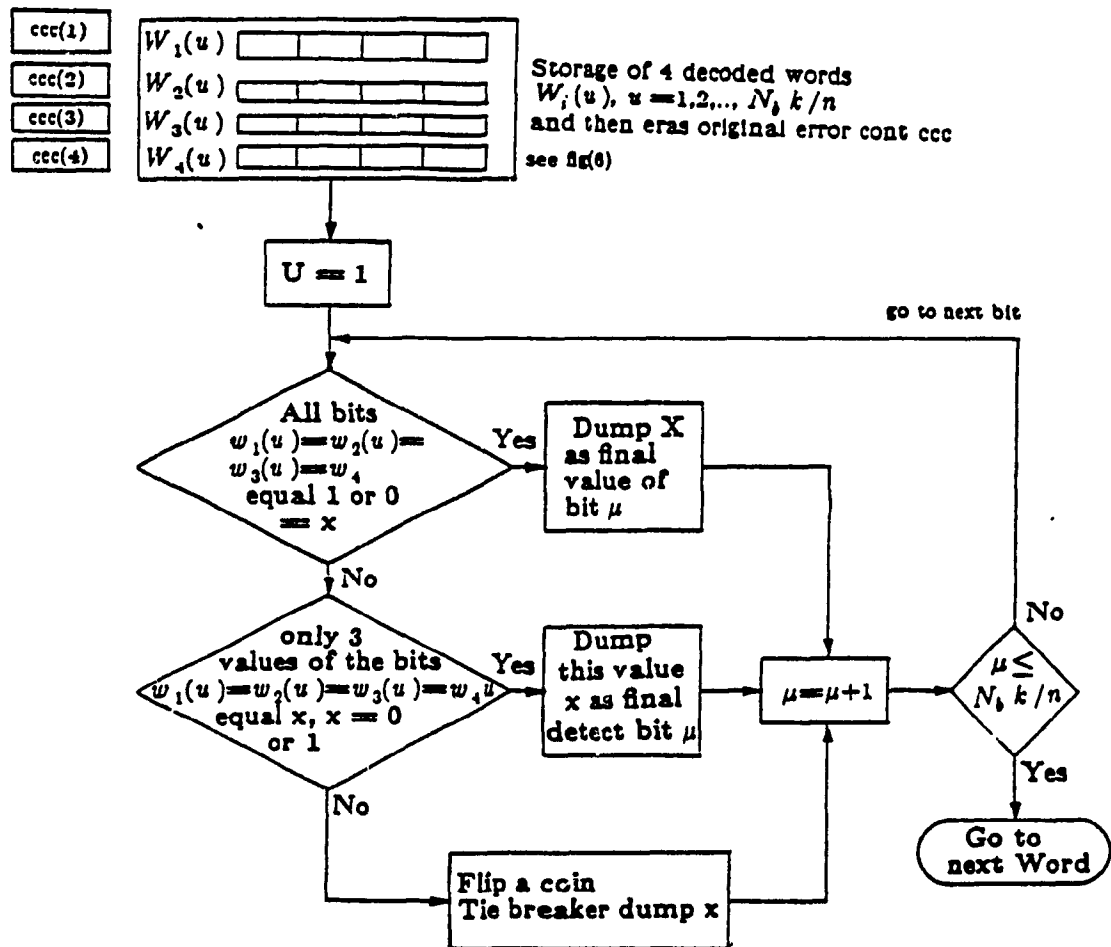 ccc(1)
ccc(2)
ccc(3)
ccc(4)
W₁(u)
W₂(u)
W₃(u)
W₄(u)
Storage of 4 decoded words
Wᵢ(u), u=1,2,.., N_b k/n
and then eras original error cont ccc
see fig(6)
U = 1
go to next bit
All bits
w₁(u)=w₂(u)=
w₃(u)=w₄
equal 1 or 0
= x
Yes
Dump X
as final
value of
bit μ
No
only 3
values of the bits
w₁(u)=w₂(u)=w₃(u)=w₄u
equal x, x = 0
or 1
Yes
Dump
this value
x as final
detect bit μ
μ=μ+1
No
μ ≤
N_b k/n
Yes
Go to
next Word
No
Flip a coin
Tie breaker dump x